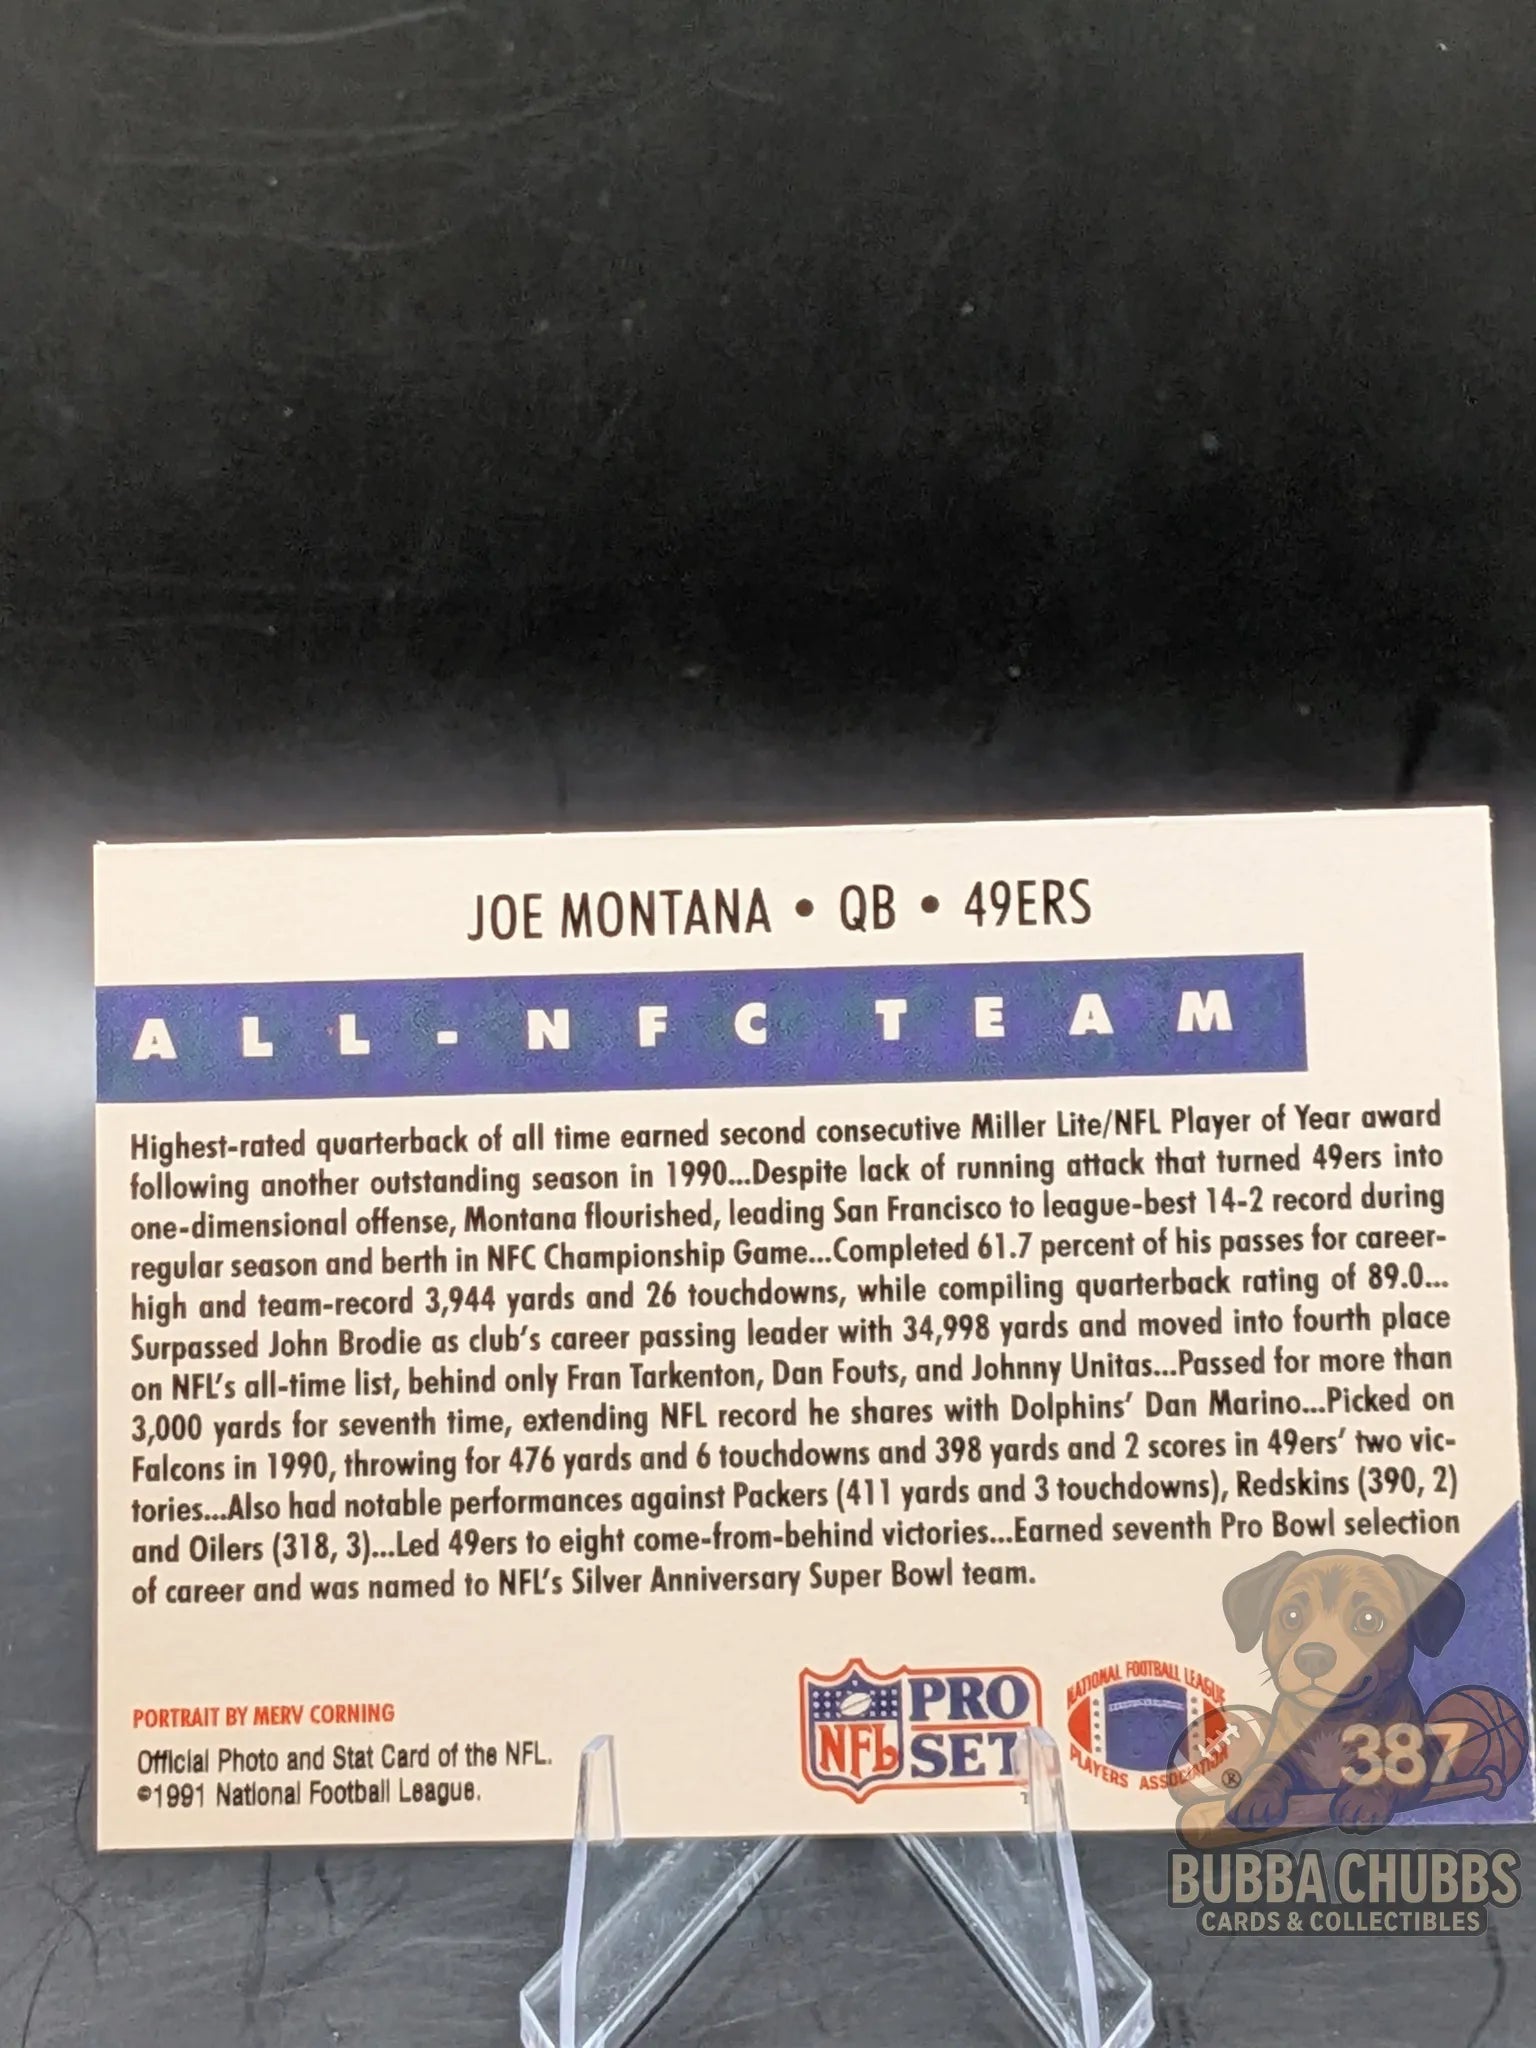 JOE MONTANA • QB • 49ERS
ALL-NFC TEAM
Highest-rated quarterback of all time earned second consecutive Miller Lite/NFL Player of Year award
following another outstanding season in 1990...Despite lack of running attack that turned 49ers into
one-dimensional offense, Montana flourished, leading San Francisco to league-best 14-2 record during
regular season and berth in NFC Championship Game...Completed 61.7 percent of his passes for career-
high and team-record 3,944 yards and 26 touchdowns, while compiling quarterback rating of 89.0...
Surpassed John Brodie as club's career passing leader with 34,998 yards and moved into fourth place
on NFL's all-time list, behind only Fran Tarkenton, Dan Fouts, and Johnny Unitas...Passed for more than
3,000 yards for seventh time, extending NFL record he shares with Dolphins' Dan Marino...Picked on
Falcons in 1990, throwing for 476 yards and 6 touchdowns and 398 yards and 2 scores in 49ers' two vic-
tories...Also had notable performances against Packers (411 yards and 3 touchdowns), Redskins (390, 2)
and Oilers (318, 3)...Led 49ers to eight come-from-behind victories...Earned seventh Pro Bowl selection
of career and was named to NFL's Silver Anniversary Super Bowl team.
PORTRAIT BY MERV CORNING
Official Photo and Stat Card of the NFL.
©1991 National Football League.
NFL PRO SET
NATIONAL FOOTBALL LEAGUE
PLAYERS ASSOCIATION
®
387
BUBBA CHUBBS
CARDS & COLLECTIBLES